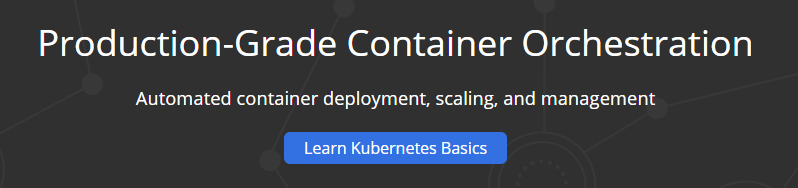 Production-Grade Container Orchestration
Automated container deployment, scaling, and management
Learn Kubernetes Basics